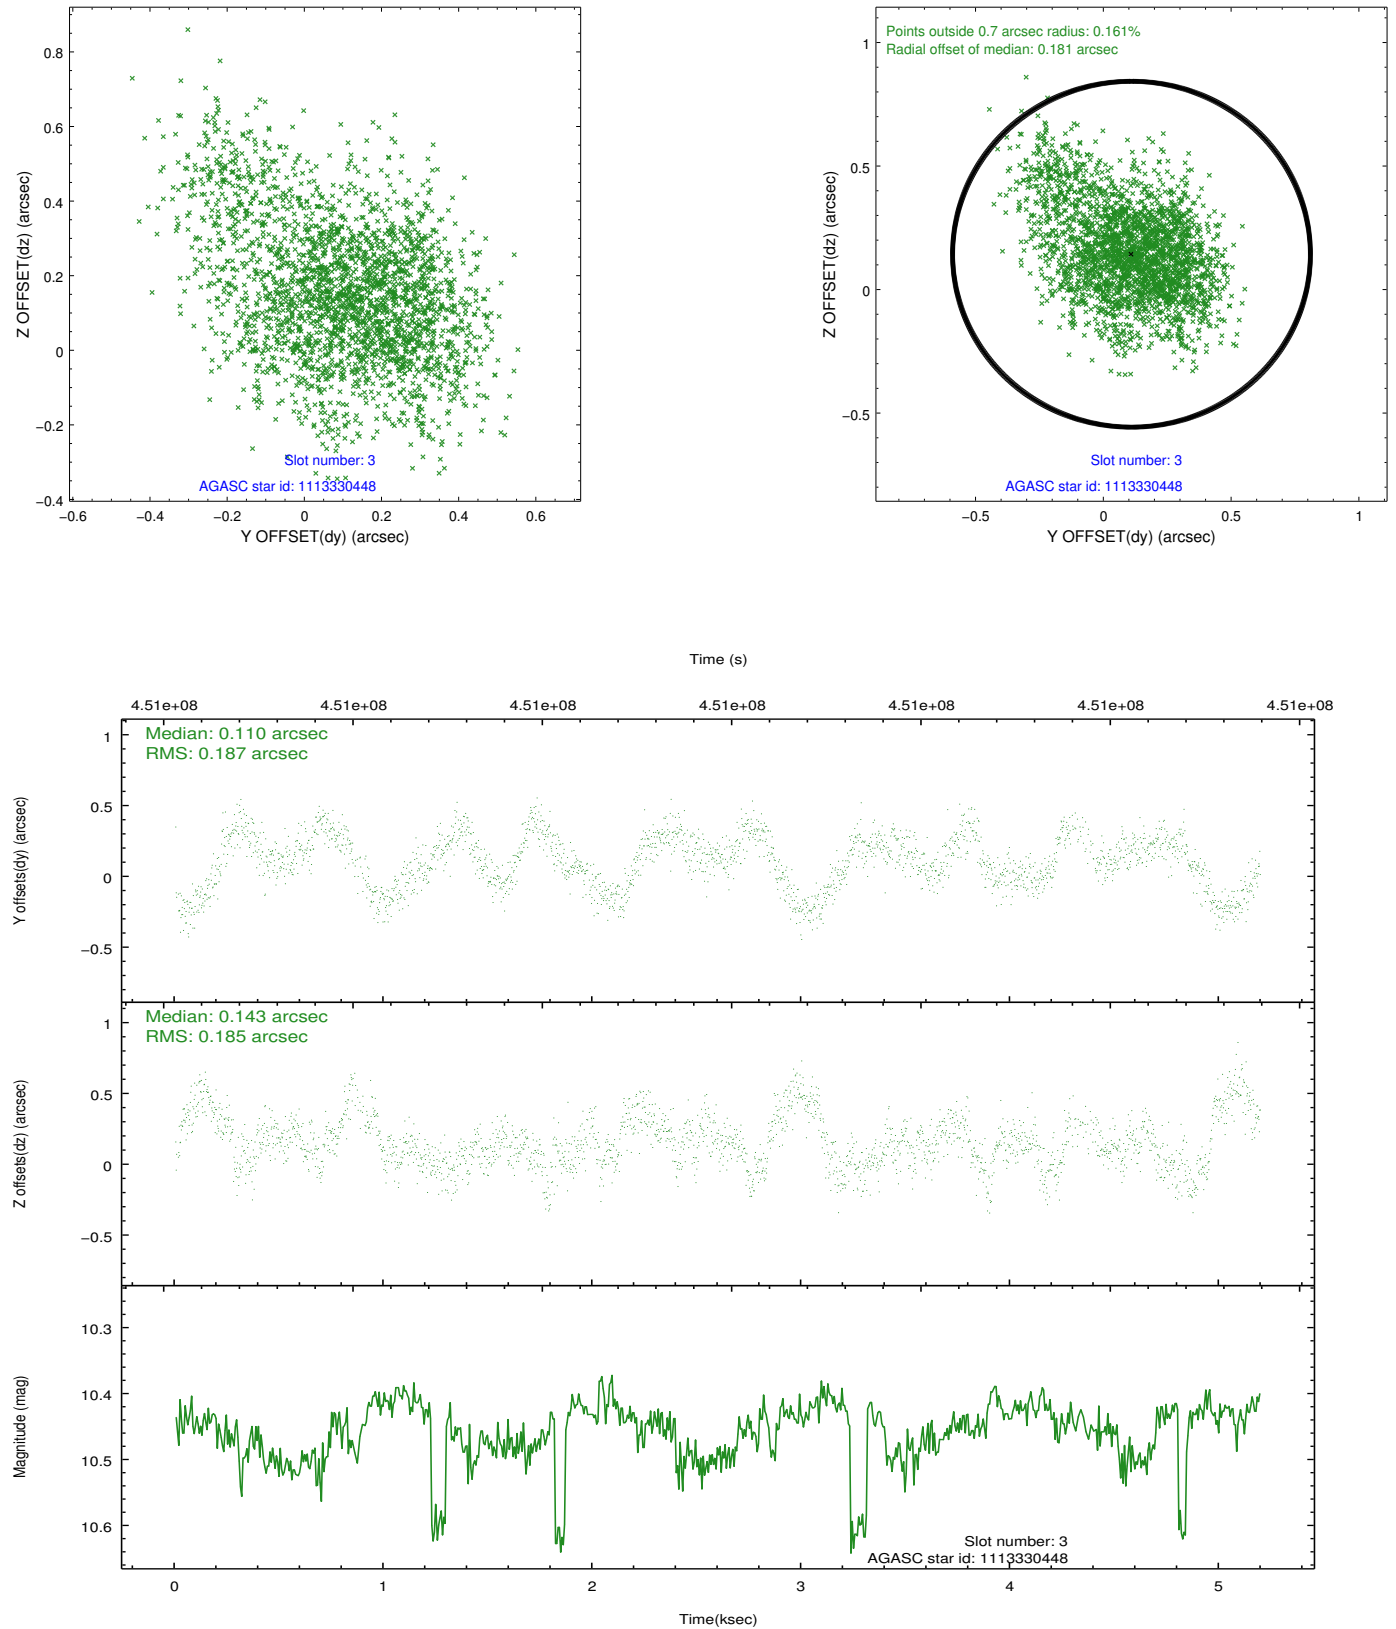 0.8
0.6
0.4
0.2
0
−0.2
−0.4
Z OFFSET(dz) (arcsec)
Slot number: 3
AGASC star id: 1113330448
−0.6 −0.4 −0.2 0 0.2 0.4 0.6
Y OFFSET(dy) (arcsec)
Points outside 0.7 arcsec radius: 0.161%
Radial offset of median: 0.181 arcsec
1
0.5
0
−0.5
Z OFFSET(dz) (arcsec)
Slot number: 3
AGASC star id: 1113330448
−0.5 0 0.5 1
Y OFFSET(dy) (arcsec)
Time (s)
4.51e+08 4.51e+08 4.51e+08 4.51e+08 4.51e+08 4.51e+08 4.51e+08
Median: 0.110 arcsec
RMS: 0.187 arcsec
1
0.5
0
−0.5
Y offsets(dy) (arcsec)
Median: 0.143 arcsec
RMS: 0.185 arcsec
1
0.5
0
−0.5
Z offsets(dz) (arcsec)
10.3
10.4
10.5
10.6
Magnitude (mag)
Slot number: 3
AGASC star id: 1113330448
0 1 2 3 4 5
Time(ksec)